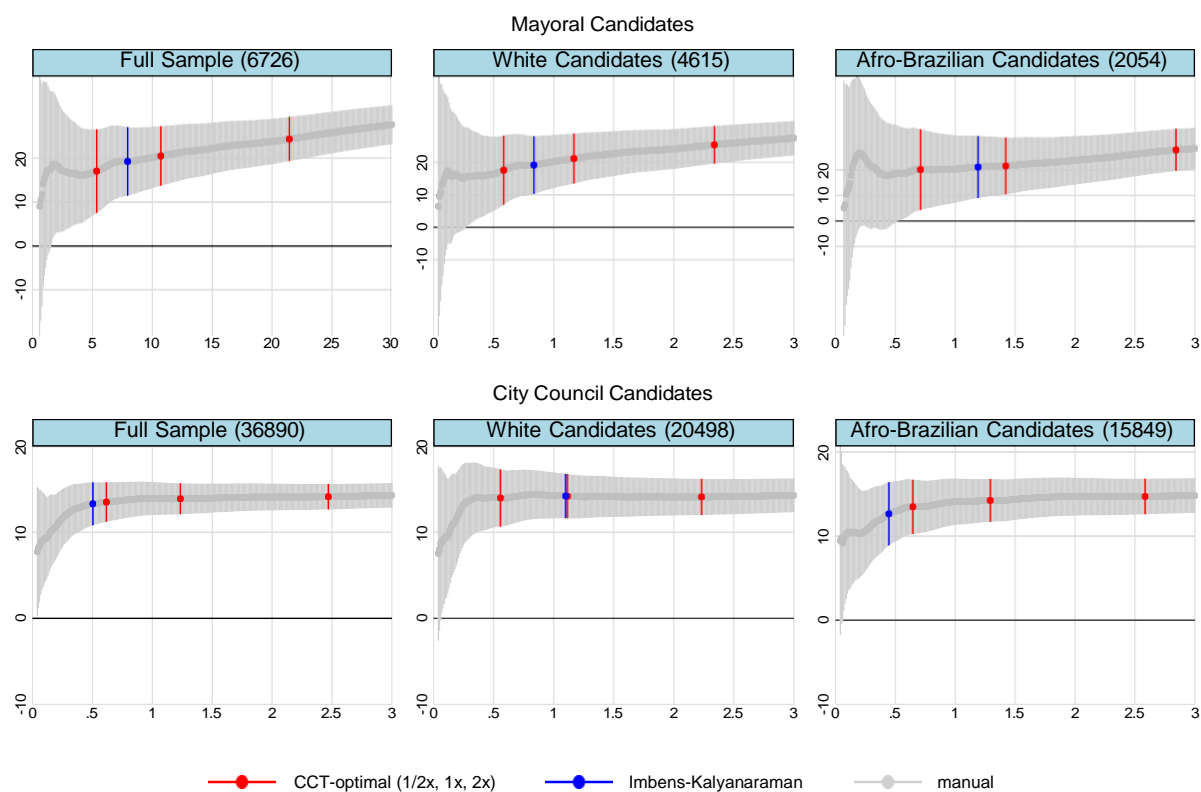 Mayoral Candidates
Full Sample (6726)
White Candidates (4615)
Afro-Brazilian Candidates (2054)
20
10
0
-10
0 5 10 15 20 25 30
20
10
0
-10
0 .5 1 1.5 2 2.5 3
20
10
0
-10
0 .5 1 1.5 2 2.5 3
City Council Candidates
Full Sample (36890)
White Candidates (20498)
Afro-Brazilian Candidates (15849)
20
10
0
-10
0 .5 1 1.5 2 2.5 3
20
10
0
-10
0 .5 1 1.5 2 2.5 3
20
10
0
-10
0 .5 1 1.5 2 2.5 3
CCT-optimal (1/2x, 1x, 2x)
Imbens-Kalyanaraman
manual